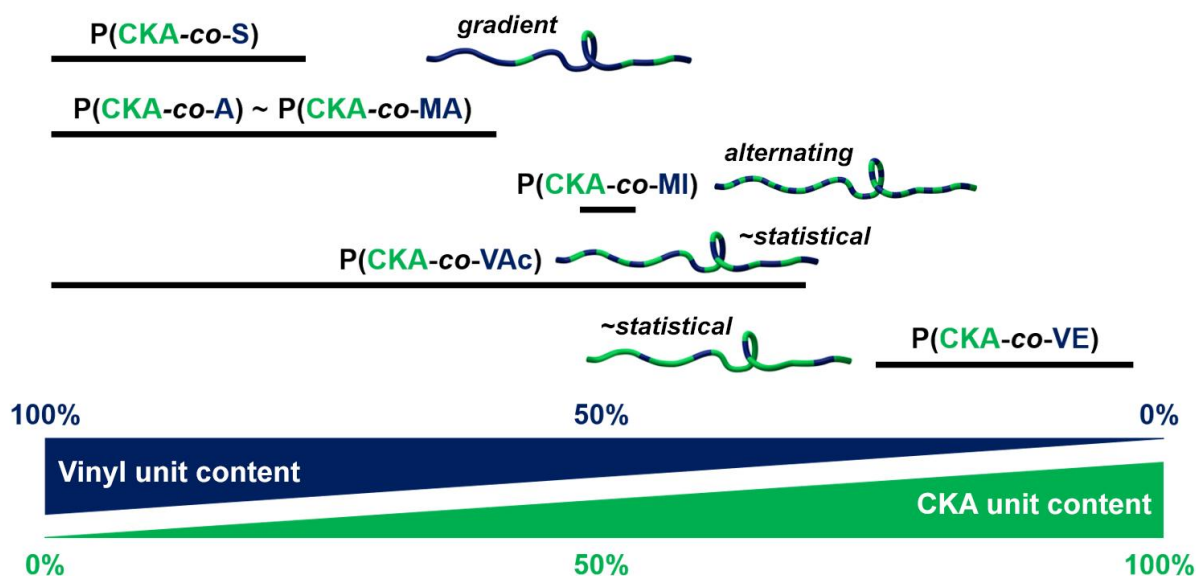 P(CKA-co-S)
gradient
P(CKA-co-A) ~ P(CKA-co-MA)
alternating
P(CKA-co-MI)
P(CKA-co-VAc)
~statistical
~statistical
P(CKA-co-VE)
100% 50% 0%
Vinyl unit content
CKA unit content
0% 50% 100%